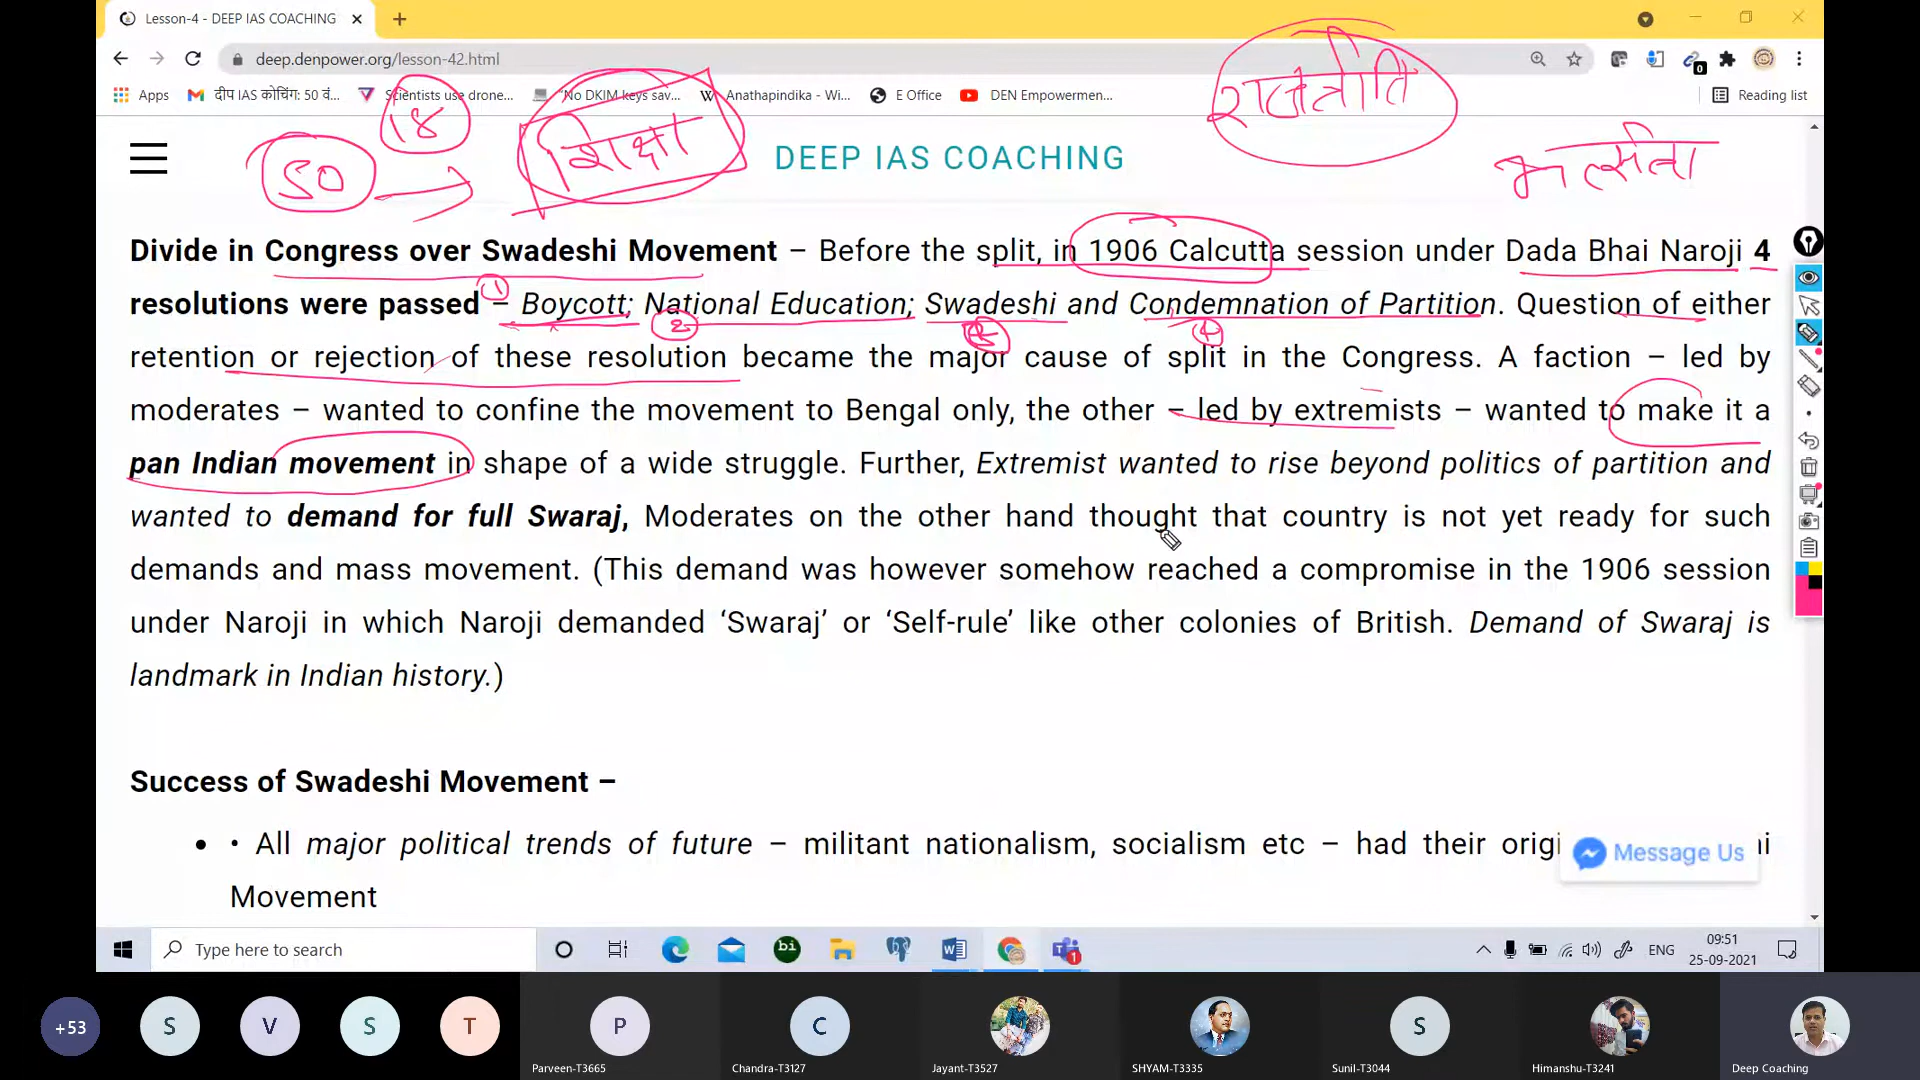 Lesson-4 - DEEP IAS COACHING
deep.denpower.org/lesson-42.html
0
Apps
दीप IAS कोचिंग: 50 वं...
Scientists use drone...
"No DKIM keys sav...
Anathapindika - Wi...
E Office
DEN Empowermen...
Reading list
राजनीति
18
50
शिक्षा
भर्त्सना
DEEP IAS COACHING
Divide in Congress over Swadeshi Movement – Before the split, in 1906 Calcutta session under Dada Bhai Naroji 4
resolutions were passed – Boycott; National Education; Swadeshi and Condemnation of Partition. Question of either
1
2
3
4
retention or rejection of these resolution became the major cause of split in the Congress. A faction – led by
moderates – wanted to confine the movement to Bengal only, the other – led by extremists – wanted to make it a
pan Indian movement in shape of a wide struggle. Further, Extremist wanted to rise beyond politics of partition and
wanted to demand for full Swaraj, Moderates on the other hand thought that country is not yet ready for such
demands and mass movement. (This demand was however somehow reached a compromise in the 1906 session
under Naroji in which Naroji demanded ‘Swaraj’ or ‘Self-rule’ like other colonies of British. Demand of Swaraj is
landmark in Indian history.)
Success of Swadeshi Movement –
• • All major political trends of future – militant nationalism, socialism etc – had their origi
Movement
Message Us
Type here to search
bi
1
ENG
09:51
25-09-2021
+53
S
V
S
T
P
C
S
Parveen-T3665
Chandra-T3127
Jayant-T3527
SHYAM-T3335
Sunil-T3044
Himanshu-T3241
Deep Coaching